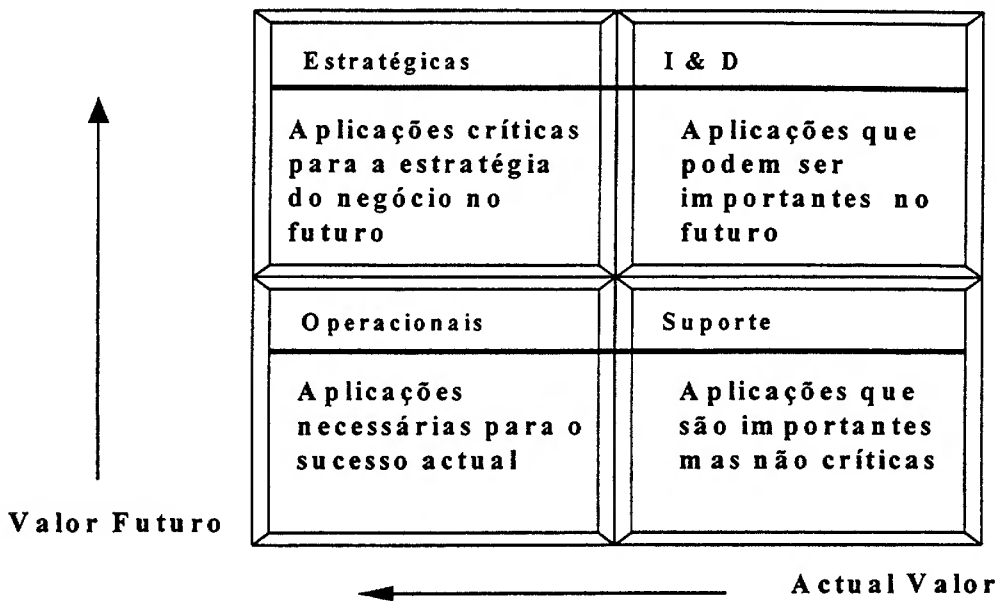 Estratégicas
Aplicações críticas
para a estratégia
do negócio no
futuro
I & D
Aplicações que
podem ser
importantes no
futuro
Operacionais
Aplicações
necessárias para o
sucesso actual
Suporte
Aplicações que
são importantes
mas não críticas
Valor Futuro
Actual Valor